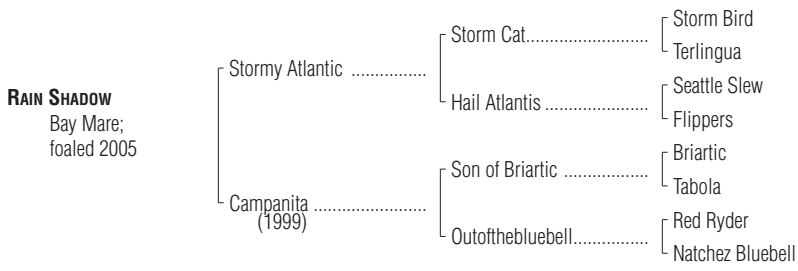 Storm Bird
Storm Cat..............................
Terlingua
Stormy Atlantic ................
Seattle Slew
Hail Atlantis .........................
Flippers
RAIN SHADOW
Bay Mare;
foaled 2005
Briartic
Son of Briartic .....................
Tabola
Campanita ........................
(1999)
Red Ryder
Outofthebluebell..................
Natchez Bluebell